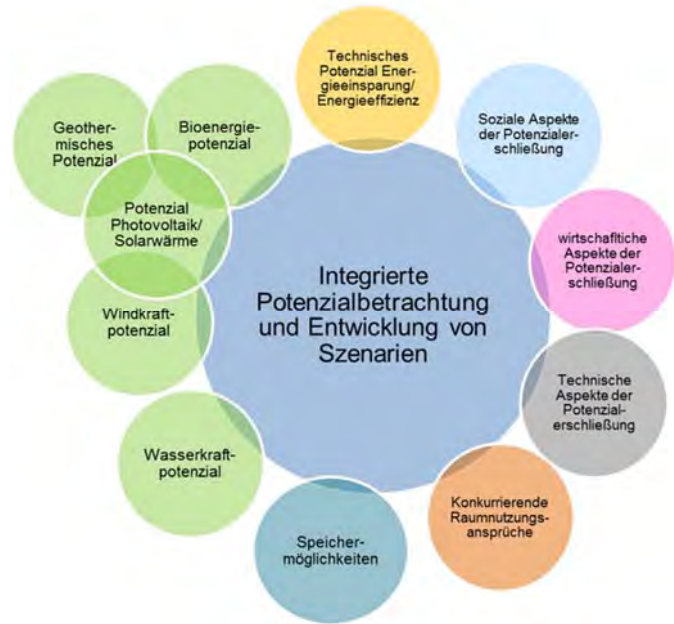 Technisches
Potenzial Ener-
gieeinsparung/
Energieeffizienz
Soziale Aspekte
der Potenzialer-
schließung
wirtschafltiche
Aspekte der
Potenzialer-
schließung
Technische
Aspekte der
Potenzial-
erschließung
Konkurrierende
Raumnutzungs-
ansprüche
Speicher-
möglichkeiten
Wasserkraft-
potenzial
Windkraft-
potenzial
Potenzial
Photovoltaik/
Solarwärme
Geother-
misches
Potenzial
Bioenergie-
potenzial
Integrierte
Potenzialbetrachtung
und Entwicklung von
Szenarien